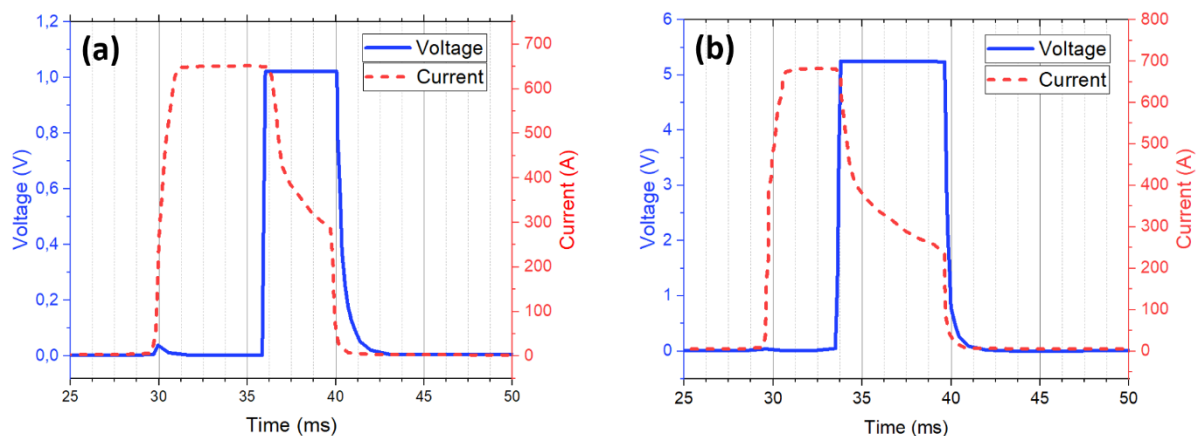 (a)
Voltage
Current
1,2
1,0
0,8
0,6
0,4
0,2
0,0
Voltage (V)
700
600
500
400
300
200
100
0
Current (A)
25 30 35 40 45 50
Time (ms)
(b)
Voltage
Current
6
5
4
3
2
1
0
Voltage (V)
800
700
600
500
400
300
200
100
0
Current (A)
25 30 35 40 45 50
Time (ms)